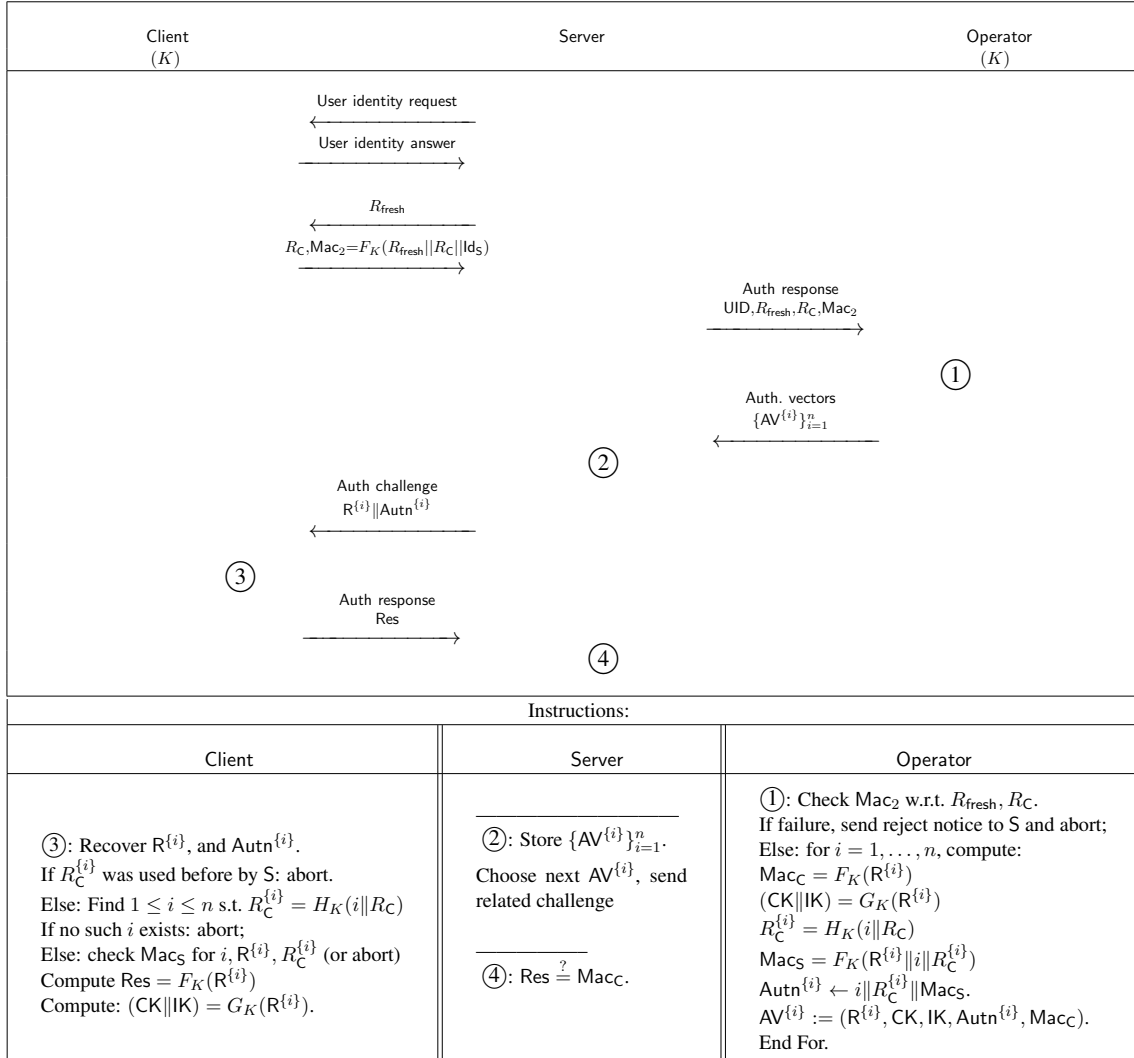 Client Server Operator
(K) (K)
User identity request
User identity answer
R_fresh
R_C,Mac_2=F_K(R_fresh||R_C||Id_S)
Auth response
UID,R_fresh,R_C,Mac_2
①
Auth. vectors
{AV^{i}}_{i=1}^n
②
Auth challenge
R^{i}‖Autn^{i}
③
Auth response
Res
④
Instructions:
Client
③: Recover R^{i}, and Autn^{i}.
If R_C^{i} was used before by S: abort.
Else: Find 1 ≤ i ≤ n s.t. R_C^{i} = H_K(i‖R_C)
If no such i exists: abort;
Else: check Mac_S for i, R^{i}, R_C^{i} (or abort)
Compute Res = F_K(R^{i})
Compute: (CK‖IK) = G_K(R^{i}).
Server
②: Store {AV^{i}}_{i=1}^n.
Choose next AV^{i}, send
related challenge
④: Res ?= Mac_C.
Operator
①: Check Mac_2 w.r.t. R_fresh, R_C.
If failure, send reject notice to S and abort;
Else: for i = 1, . . . , n, compute:
Mac_C = F_K(R^{i})
(CK‖IK) = G_K(R^{i})
R_C^{i} = H_K(i‖R_C)
Mac_S = F_K(R^{i}‖i‖R_C^{i})
Autn^{i} ← i‖R_C^{i}‖Mac_S.
AV^{i} := (R^{i}, CK, IK, Autn^{i}, Mac_C).
End For.